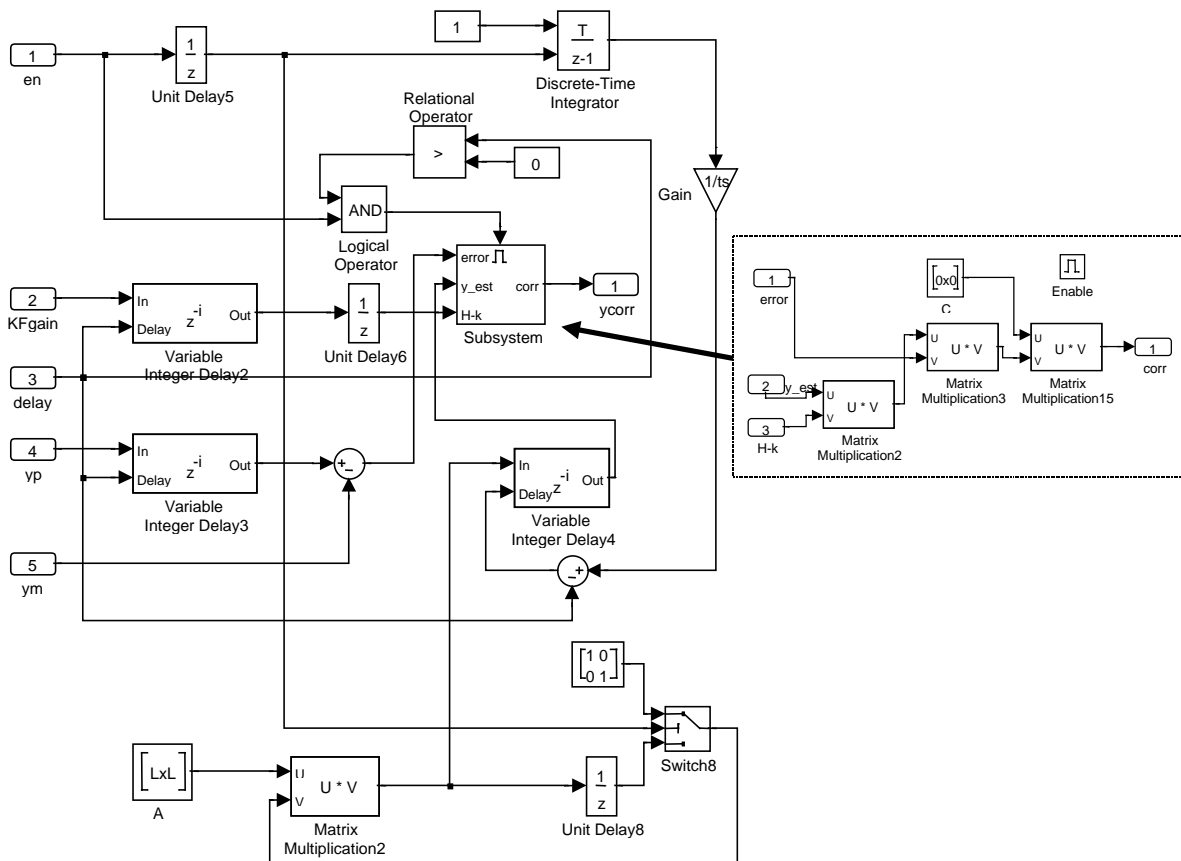 1
en
1
z
Unit Delay5
1
T
z-1
Discrete-Time
Integrator
Relational
Operator
>
0
AND
Logical
Operator
1/ts
Gain
2
KFgain
In
Delay
z
-i
Out
Variable
Integer Delay2
1
z
Unit Delay6
error
y_est
H-k
corr
Subsystem
1
ycorr
3
delay
4
yp
In
Delay
z
-i
Out
Variable
Integer Delay3
+
-
5
ym
In
Delay
z
-i
Out
Variable
Integer Delay4
-
+
1 0
0 1
Switch8
LxL
A
U
V
U * V
Matrix
Multiplication2
1
z
Unit Delay8
1
error
[0x0]
C
Enable
U
V
U * V
Matrix
Multiplication3
U
V
U * V
Matrix
Multiplication15
1
corr
2
y_est
3
H-k
U
V
U * V
Matrix
Multiplication2